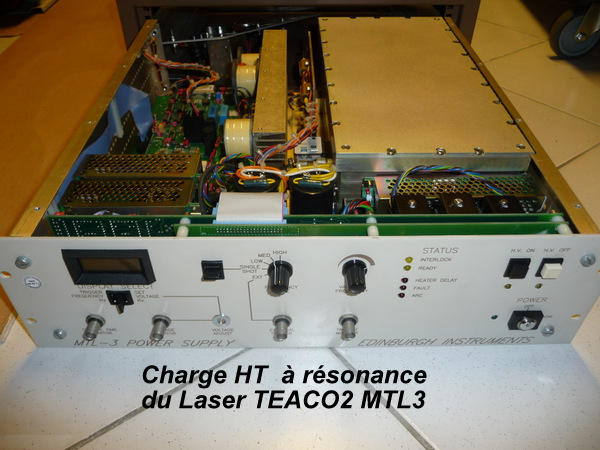 HIGH
MED
LOW
SINGLE SHOT
EXT
STATUS
INTERLOCK
READY
HEATER DELAY
FAULT
ARC
H.V. ON
H.V. OFF
POWER
DISPLAY SELECT
TRIGGER FREQUENCY
SET VOLTAGE
VOLTAGE ADJUST
MTL-3 POWER SUPPLY
EDINBURGH INSTRUMENTS
Charge HT à résonance
du Laser TEACO2 MTL3